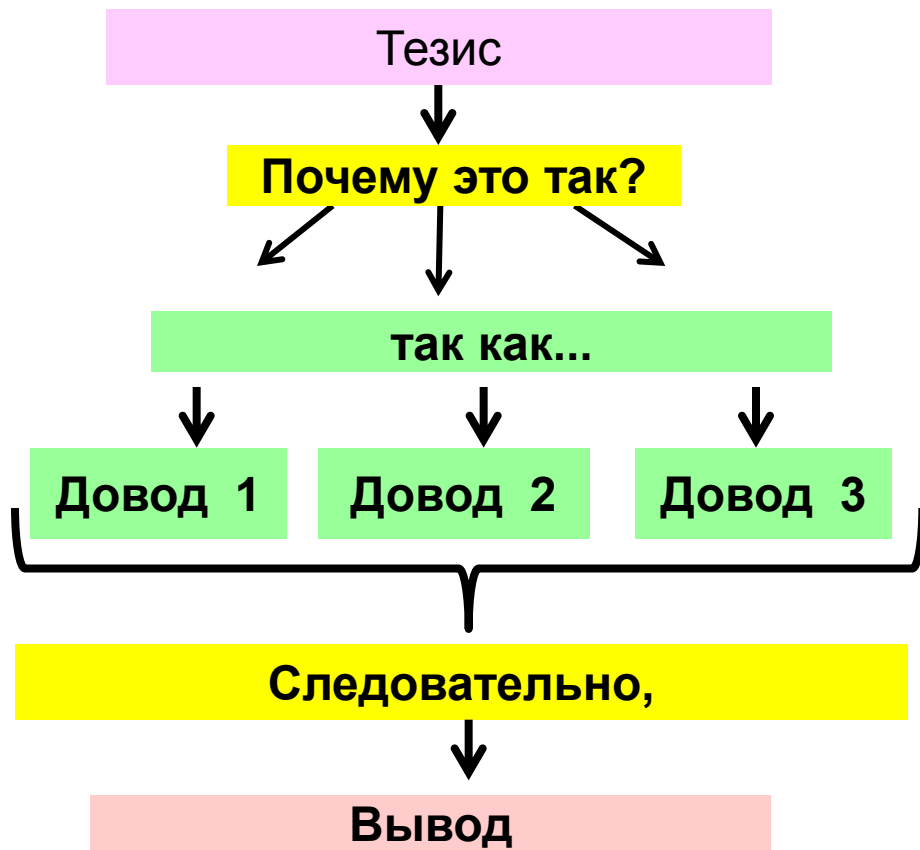 Тезис
Почему это так?
так как...
Довод 1
Довод 2
Довод 3
Следовательно,
Вывод